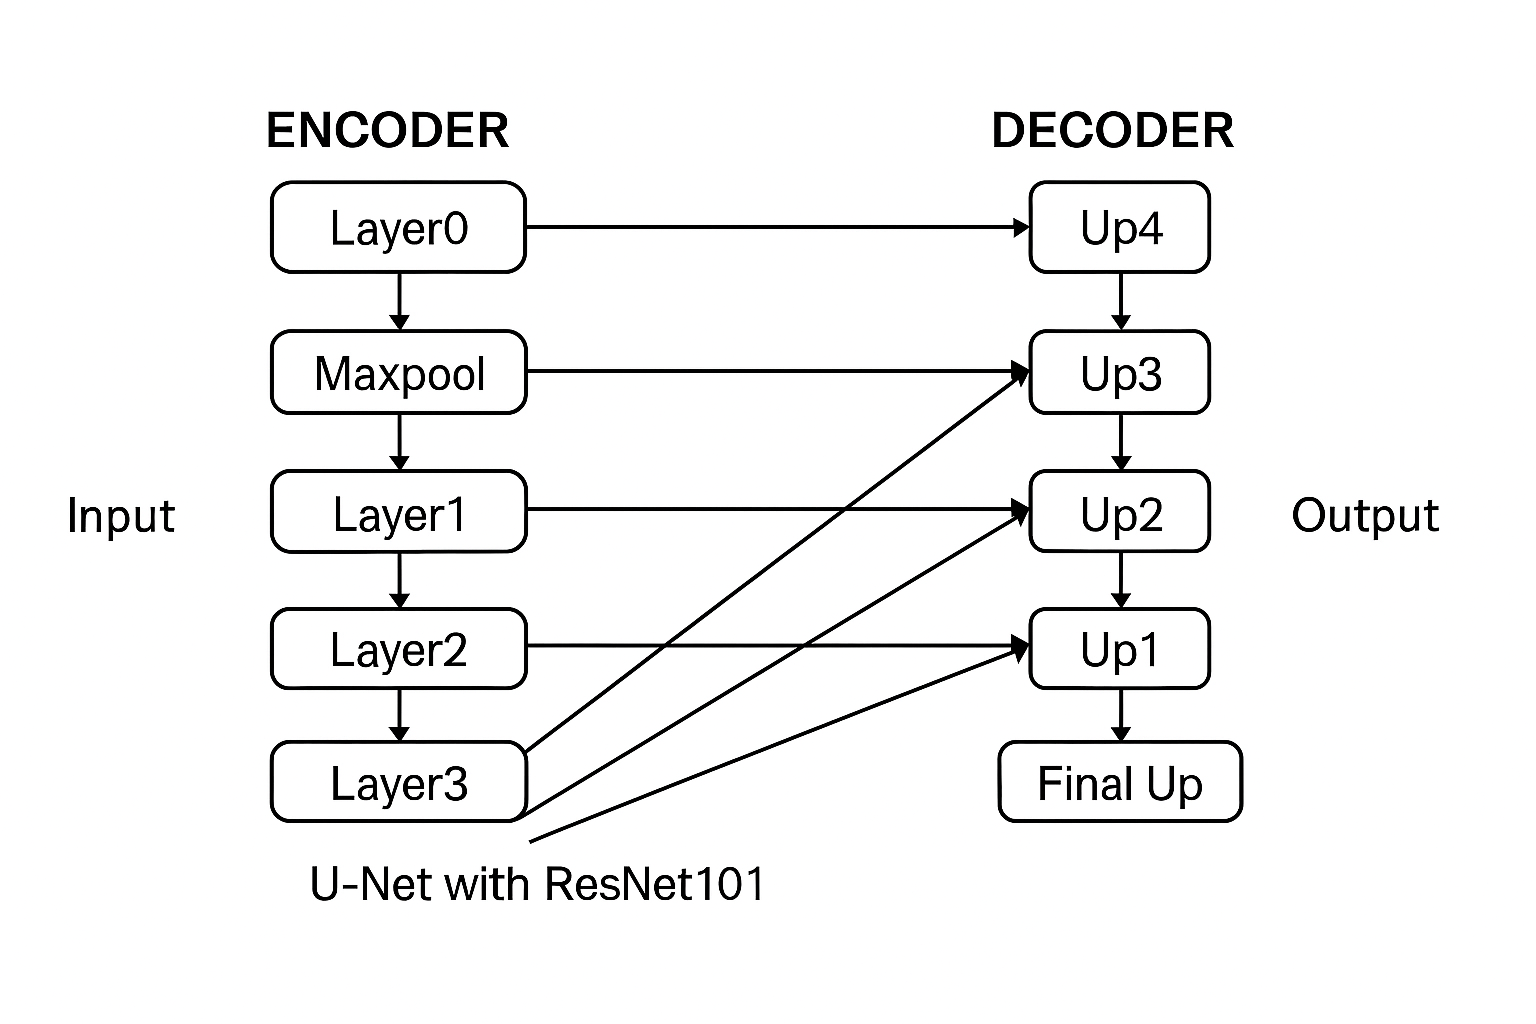 ENCODER
DECODER
Layer0
Up4
Maxpool
Up3
Input
Layer1
Up2
Output
Layer2
Up1
Layer3
Final Up
U-Net with ResNet101